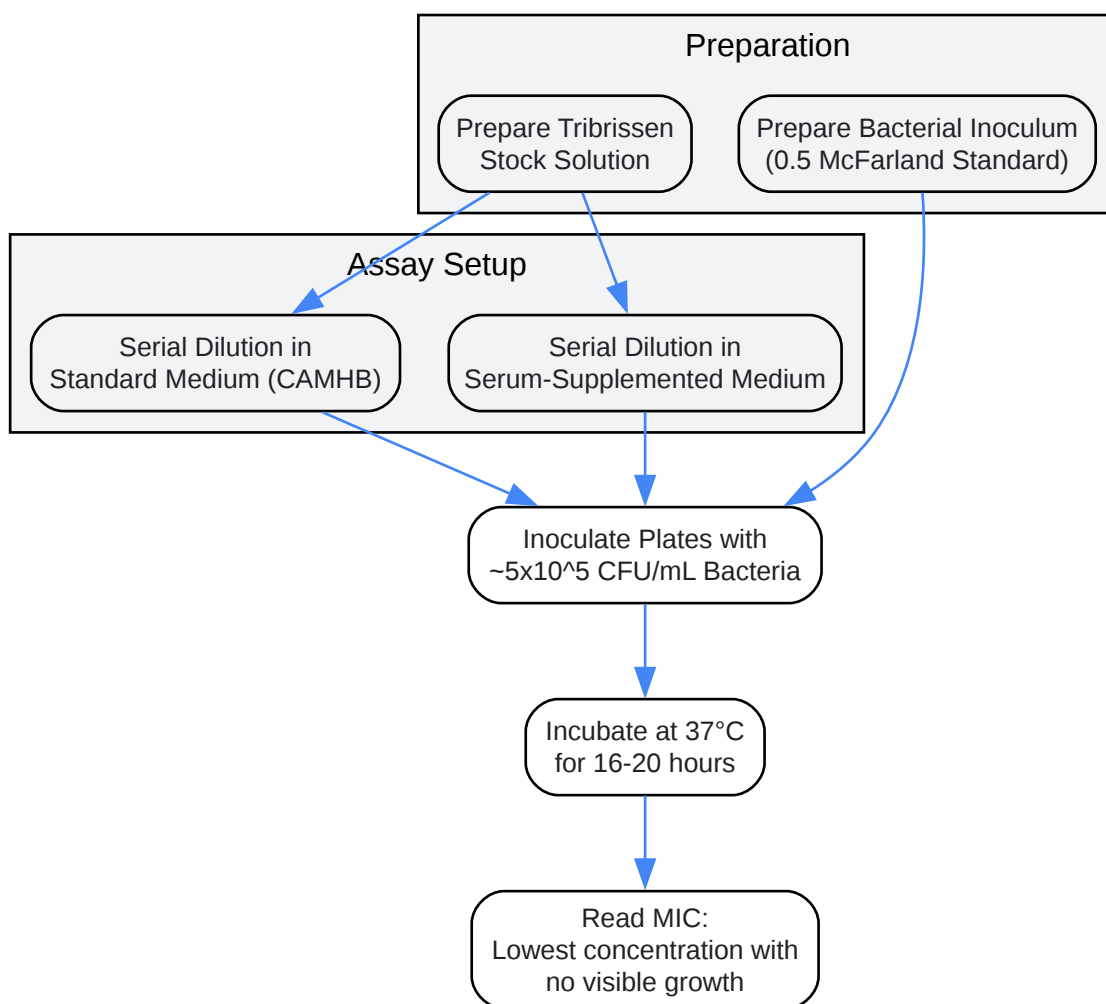 Preparation
Prepare Tribrissen
Stock Solution
Prepare Bacterial Inoculum
(0.5 McFarland Standard)
Assay Setup
Serial Dilution in
Standard Medium (CAMHB)
Serial Dilution in
Serum-Supplemented Medium
Inoculate Plates with
~5x10^5 CFU/mL Bacteria
Incubate at 37°C
for 16-20 hours
Read MIC:
Lowest concentration with
no visible growth